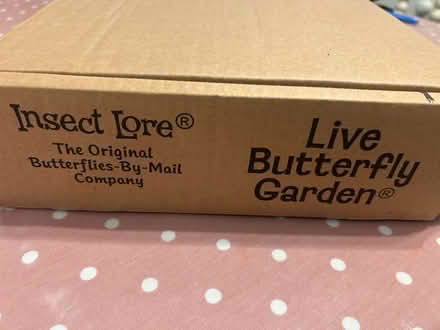 Insect Lore®
The Original
Butterflies-By-Mail
Company
Live
Butterfly
Garden®